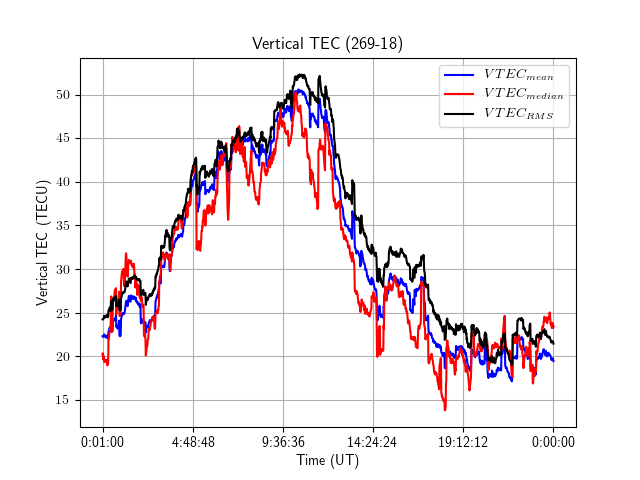 Vertical TEC (269-18)
VTEC_mean
VTEC_median
VTEC_RMS
Vertical TEC (TECU)
50
45
40
35
30
25
20
15
0:01:00 4:48:48 9:36:36 14:24:24 19:12:12 0:00:00
Time (UT)